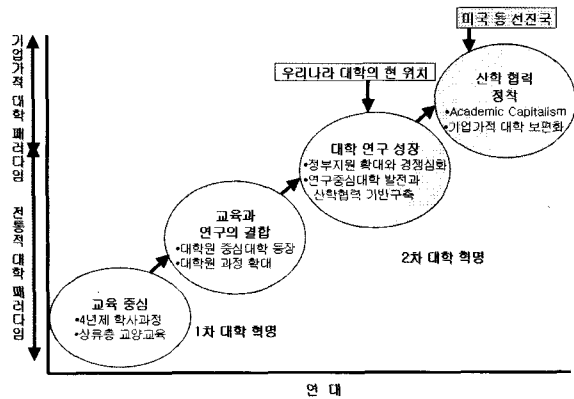 미국 등 선진국
우리나라 대학의 현 위치
산학 협력
정착
•Academic Capitalism
•기업가적 대학 보편화
대학 연구 성장
•정부지원 확대와 경쟁심화
•연구중심대학 발전과
산학협력 기반구축
교육과
연구의 결합
•대학원 중심대학 등장
•대학원 과정 확대
교육 중심
•4년제 학사과정
•상류층 교양교육
1차 대학 혁명
2차 대학 혁명
기업가적 대학 패러다임
전통적 대학 패러다임
연 대